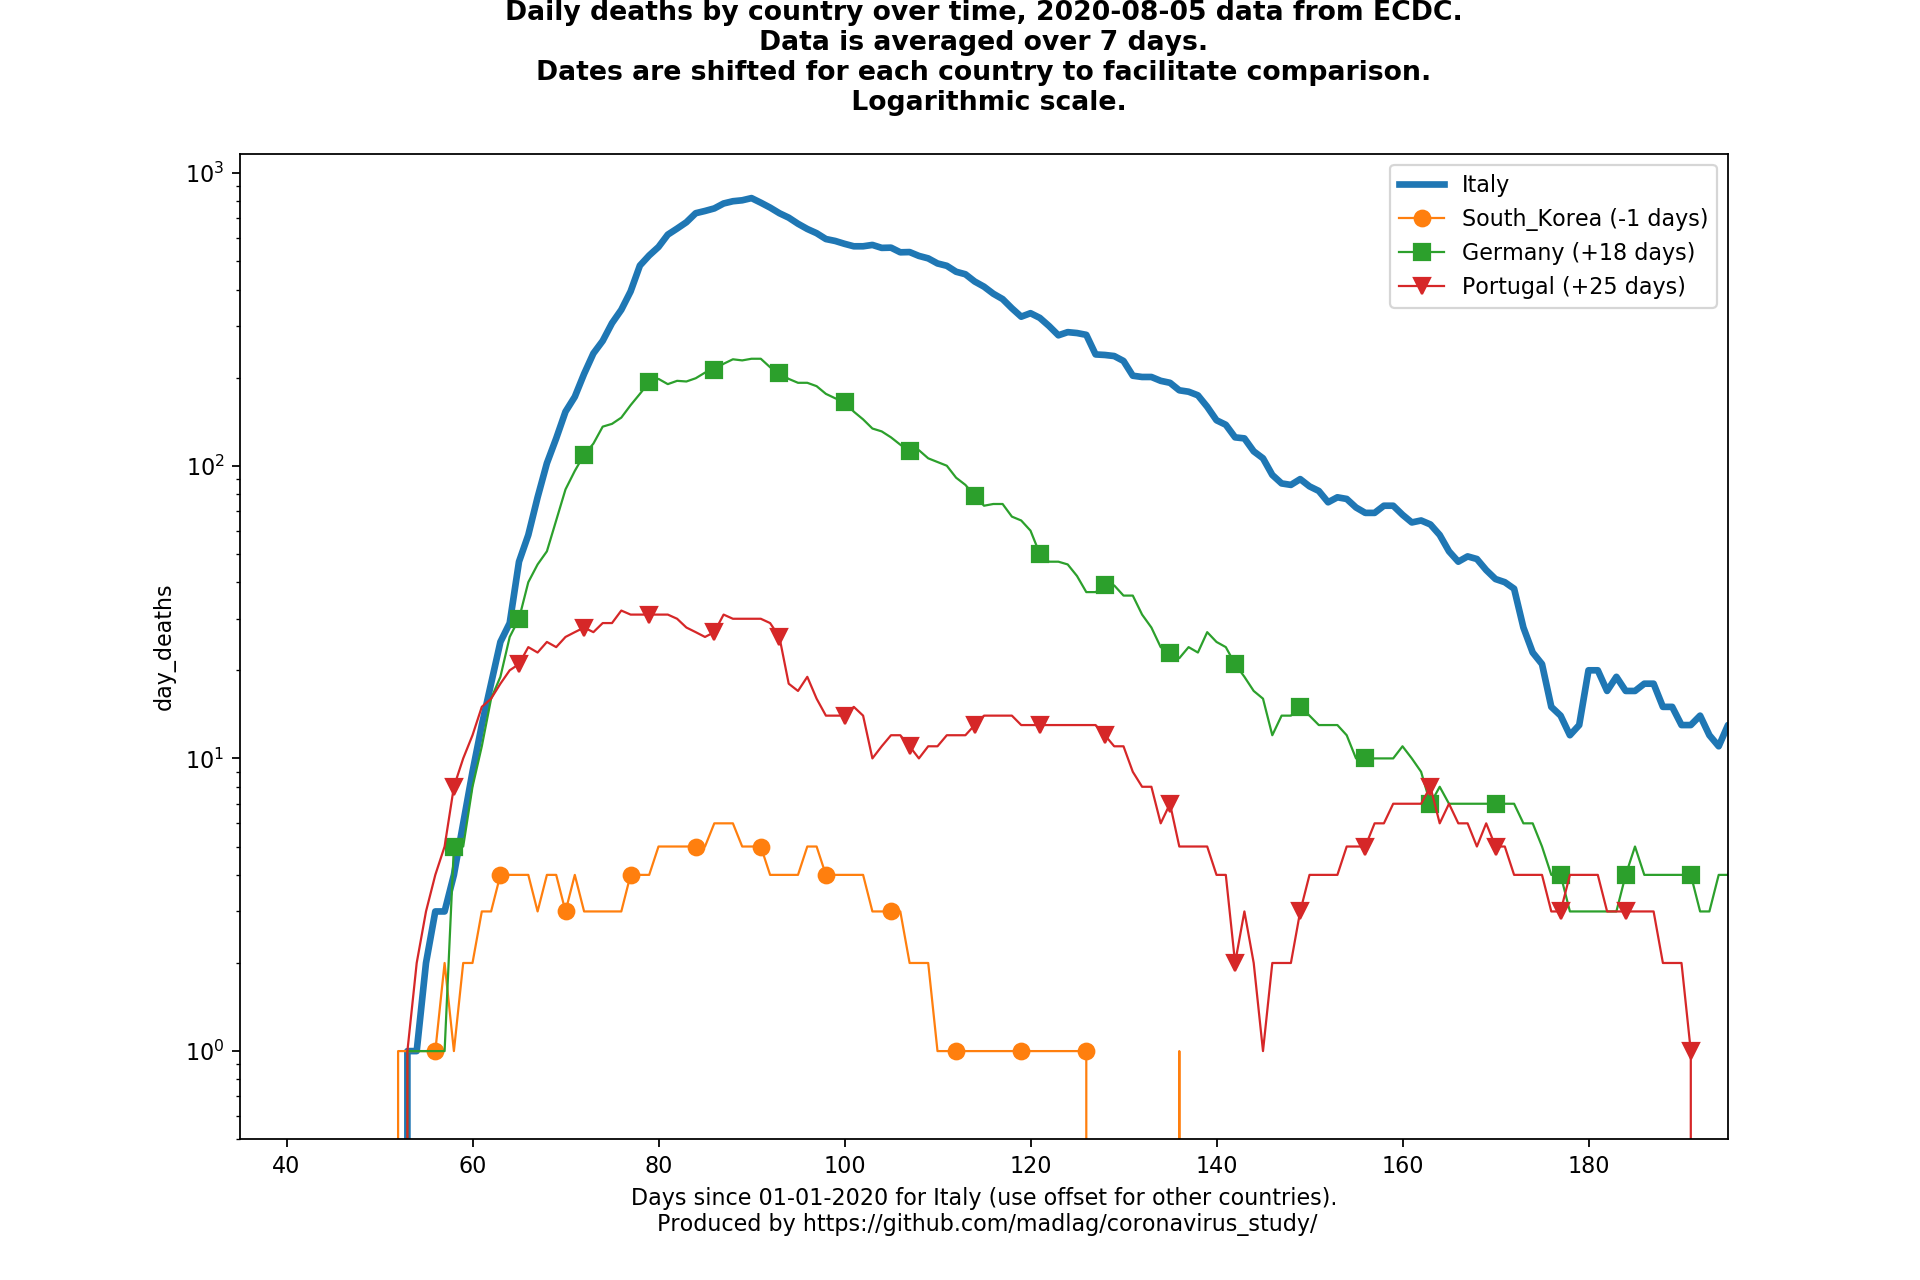 Daily deaths by country over time, 2020-08-05 data from ECDC.
Data is averaged over 7 days.
Dates are shifted for each country to facilitate comparison.
Logarithmic scale.
10³
10²
10¹
10⁰
day_deaths
Italy
South_Korea (-1 days)
Germany (+18 days)
Portugal (+25 days)
40 60 80 100 120 140 160 180
Days since 01-01-2020 for Italy (use offset for other countries).
Produced by https://github.com/madlag/coronavirus_study/